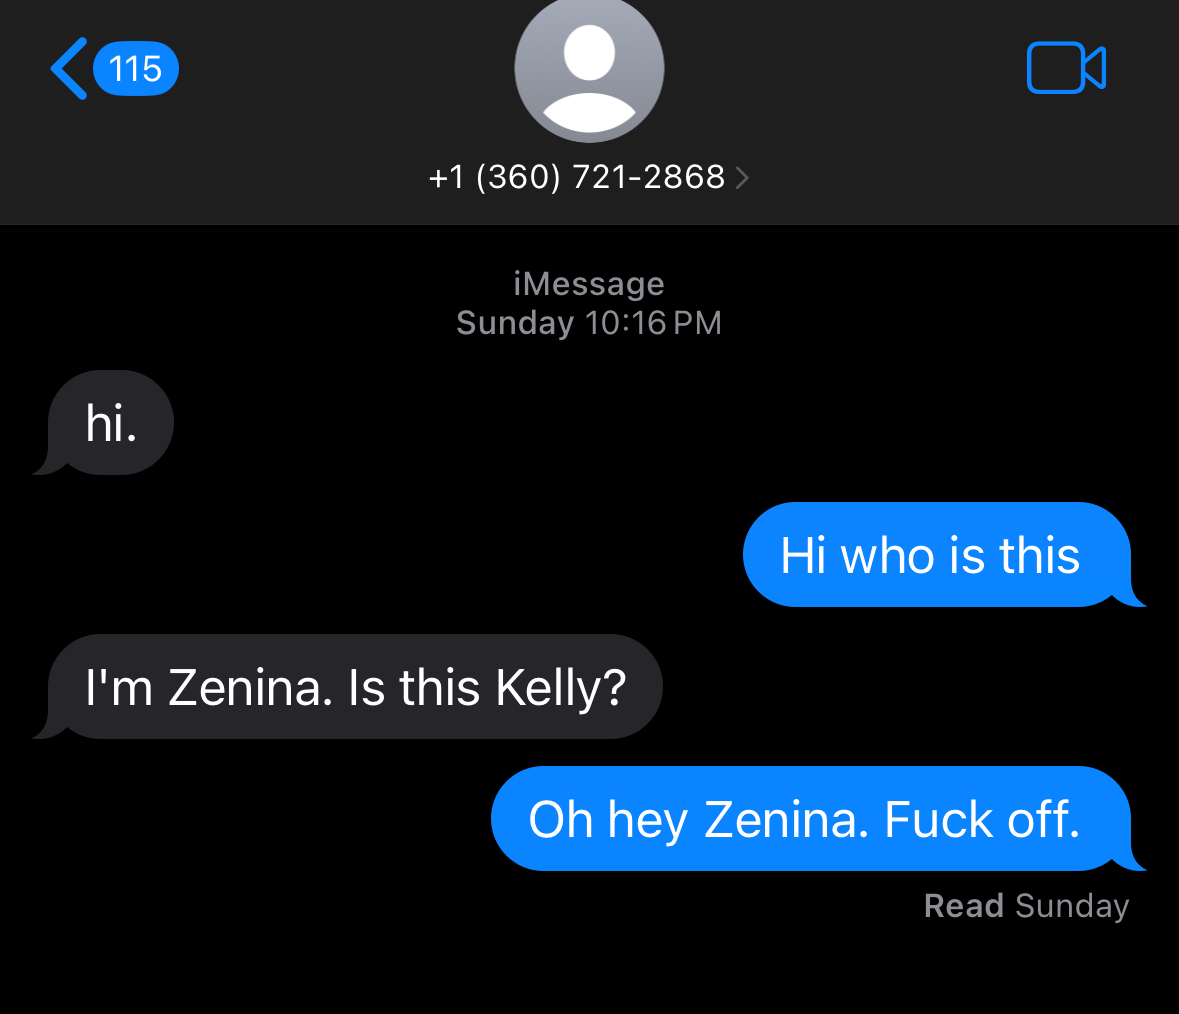 115
+1 (360) 721-2868
iMessage
Sunday 10:16 PM
hi.
Hi who is this
I'm Zenina. Is this Kelly?
Oh hey Zenina. Fuck off.
Read Sunday